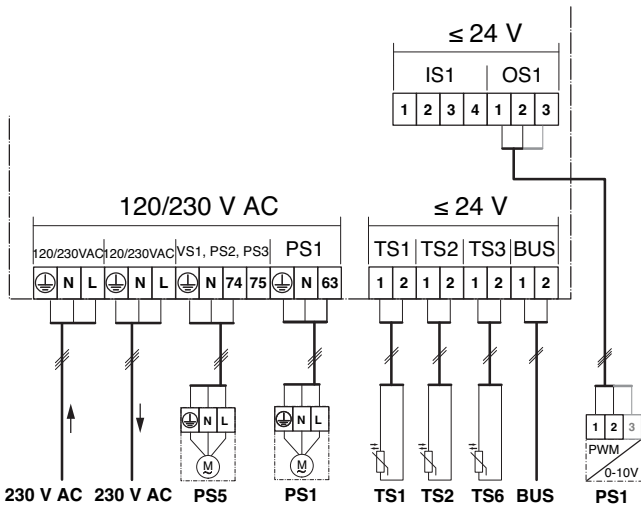 ≤ 24 V
IS1 OS1
1 2 3 4 1 2 3
120/230 V AC ≤ 24 V
120/230VAC 120/230VAC VS1, PS2, PS3 PS1 TS1 TS2 TS3 BUS
N L N L N 74 75 N 63 1 2 1 2 1 2 1 2
N L N L 1 2 3
M M PWM
0-10V
230 V AC 230 V AC PS5 PS1 TS1 TS2 TS6 BUS PS1